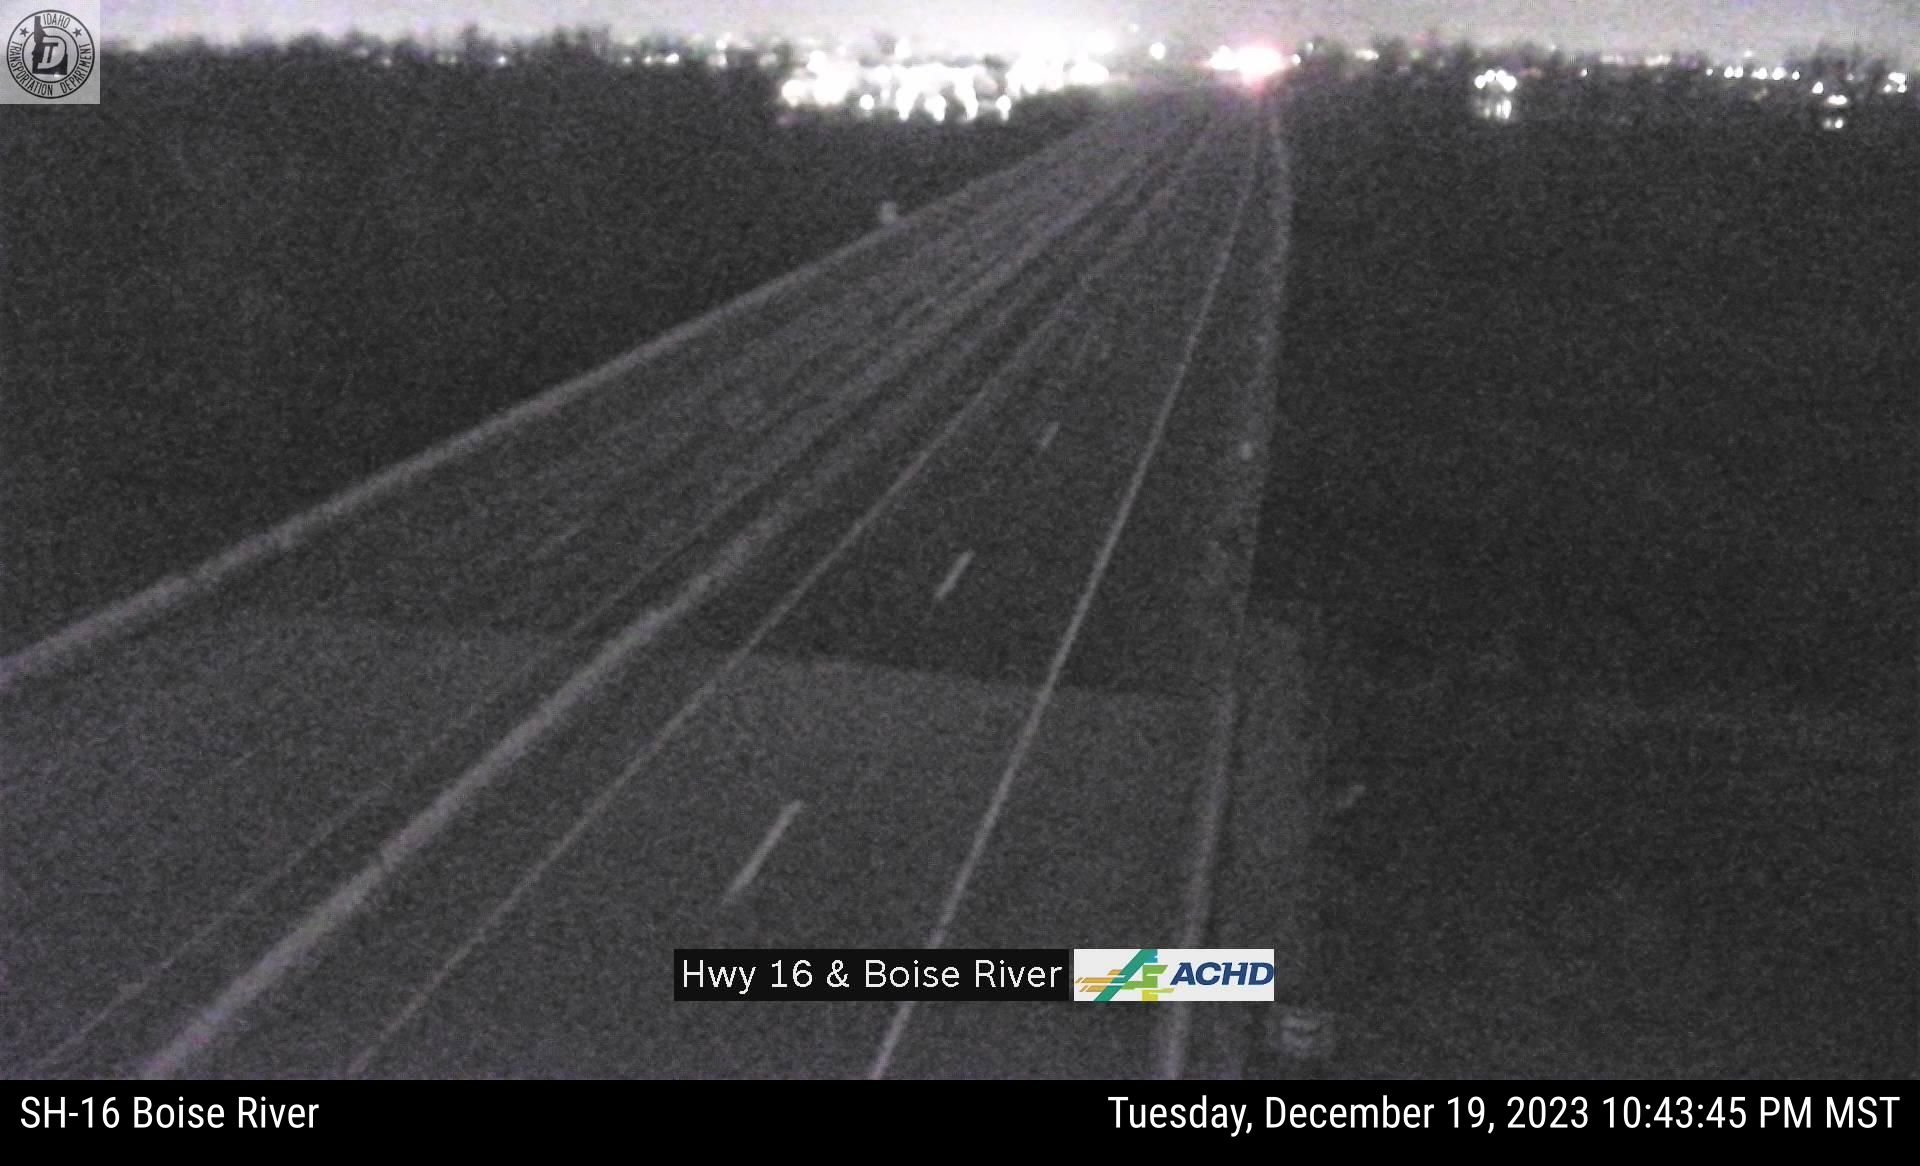 IDAHO
TRANSPORTATION DEPARTMENT
Hwy 16 & Boise River
ACHD
SH-16 Boise River
Tuesday, December 19, 2023 10:43:45 PM MST